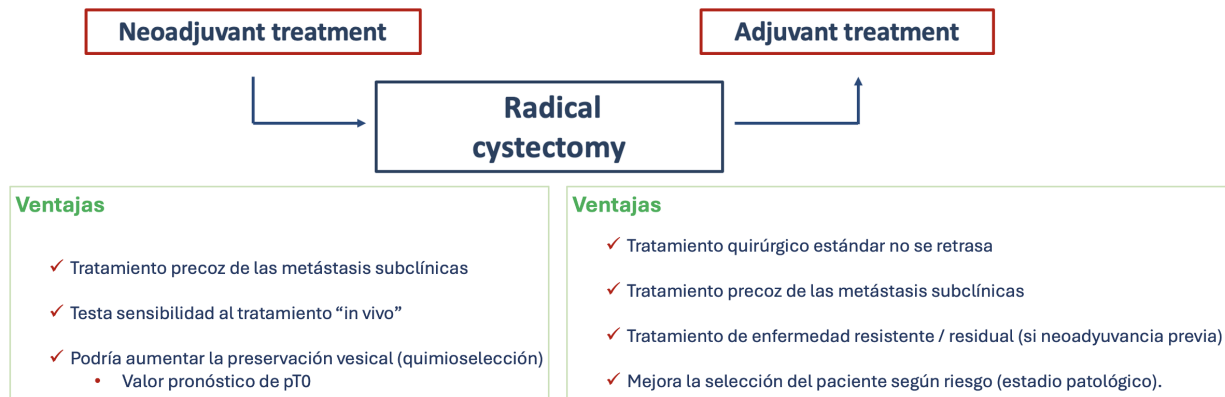 Neoadjuvant treatment
Adjuvant treatment
Radical
cystectomy
Ventajas
Tratamiento precoz de las metástasis subclínicas
Testa sensibilidad al tratamiento “in vivo”
Podría aumentar la preservación vesical (quimioselección)
Valor pronóstico de pT0
Ventajas
Tratamiento quirúrgico estándar no se retrasa
Tratamiento precoz de las metástasis subclínicas
Tratamiento de enfermedad resistente / residual (si neoadyuvancia previa)
Mejora la selección del paciente según riesgo (estadio patológico).